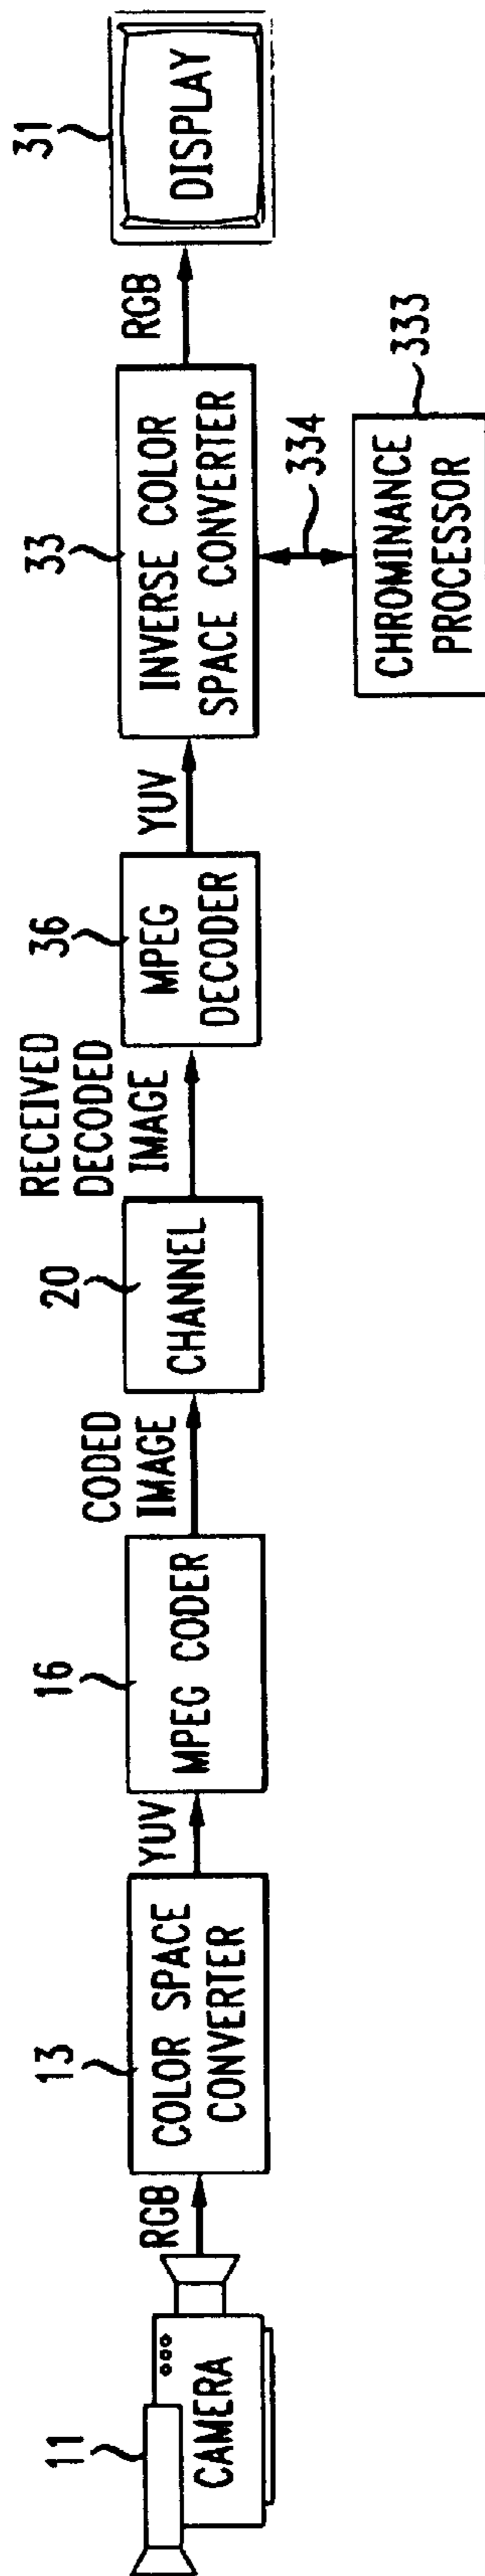 11
CAMERA
RGB
13
COLOR SPACE
CONVERTER
YUV
16
MPEG CODER
CODED
IMAGE
20
CHANNEL
RECEIVED
DECODED
IMAGE
36
MPEG
DECODER
YUV
33
INVERSE COLOR
SPACE CONVERTER
334
CHROMINANCE
PROCESSOR
333
RGB
31
DISPLAY